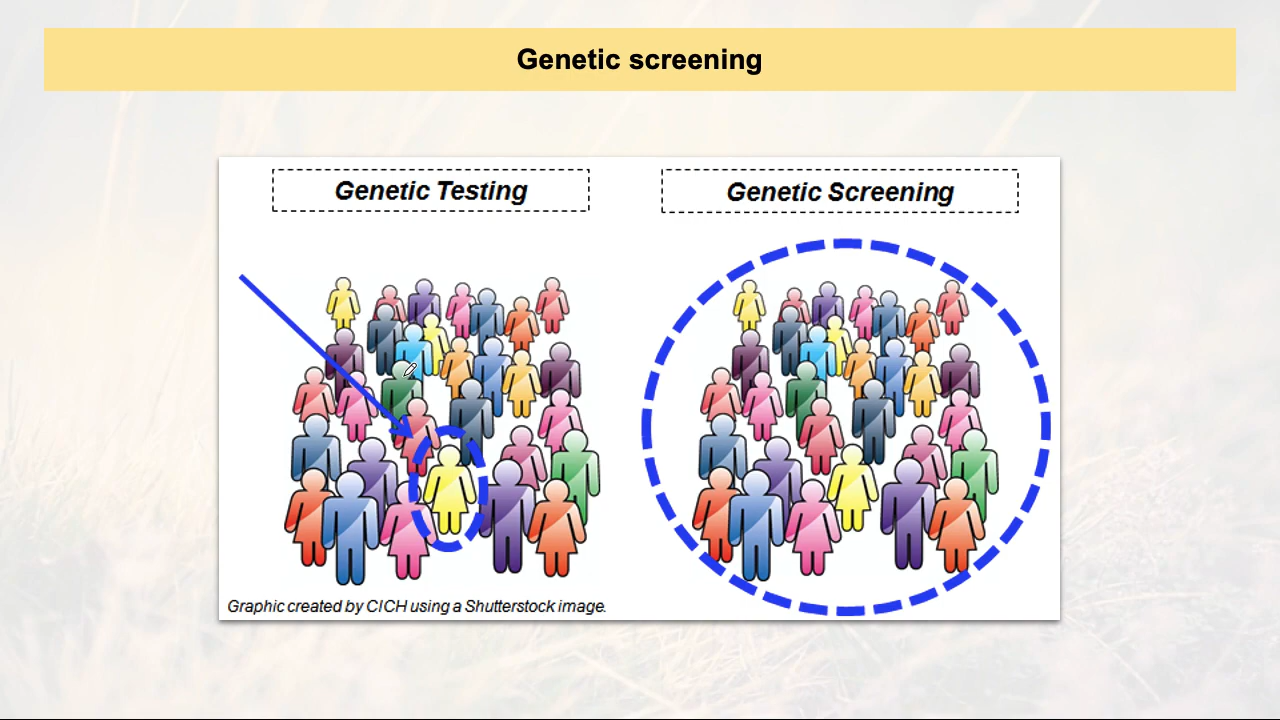 Genetic screening
Genetic Testing
Genetic Screening
Graphic created by CICH using a Shutterstock image.